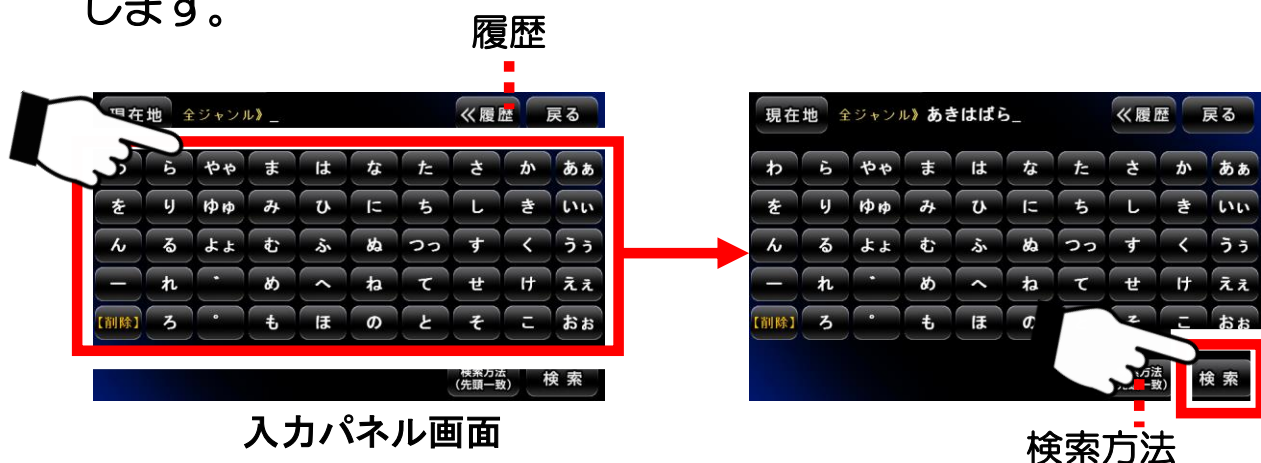 します。
履歴
現在地 全ジャンル》_ 《履歴 戻る
ら やゃ ま は な た さ か あぁ
を り ゆゅ み ひ に ち し き いぃ
ん る よょ む ふ ぬ つっ す く うぅ
ー れ ゛ め へ ね て せ け えぇ
【削除】 ろ ゜ も ほ の と そ こ おぉ
検索方法
(先頭一致) 検索
入力パネル画面
現在地 全ジャンル》あきはばら_ 《履歴 戻る
わ ら やゃ ま は な た さ か あぁ
を り ゆゅ み ひ に ち し き いぃ
ん る よょ む ふ ぬ つっ す く うぅ
ー れ ゛ め へ ね て せ け えぇ
【削除】 ろ ゜ も ほ の そ こ おぉ
検索
検索方法